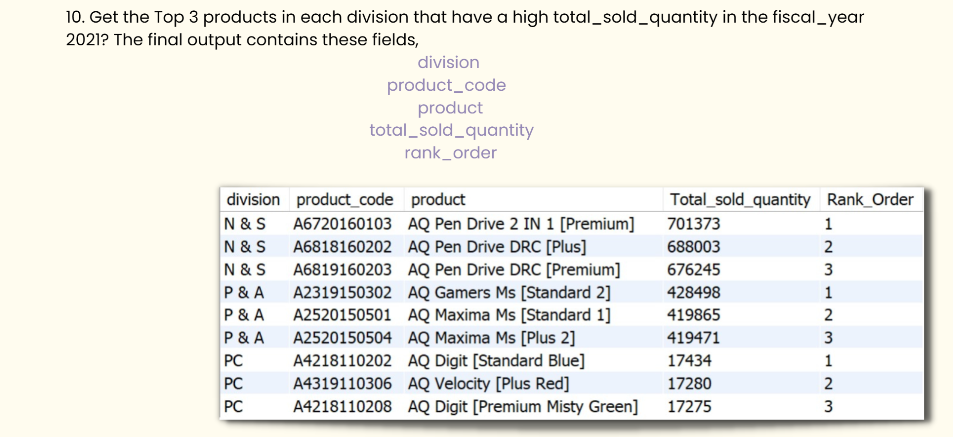 10. Get the Top 3 products in each division that have a high total_sold_quantity in the fiscal_year
2021? The final output contains these fields,
division
product_code
product
total_sold_quantity
rank_order
division product_code product Total_sold_quantity Rank_Order
N & S A6720160103 AQ Pen Drive 2 IN 1 [Premium] 701373 1
N & S A6818160202 AQ Pen Drive DRC [Plus] 688003 2
N & S A6819160203 AQ Pen Drive DRC [Premium] 676245 3
P & A A2319150302 AQ Gamers Ms [Standard 2] 428498 1
P & A A2520150501 AQ Maxima Ms [Standard 1] 419865 2
P & A A2520150504 AQ Maxima Ms [Plus 2] 419471 3
PC A4218110202 AQ Digit [Standard Blue] 17434 1
PC A4319110306 AQ Velocity [Plus Red] 17280 2
PC A4218110208 AQ Digit [Premium Misty Green] 17275 3